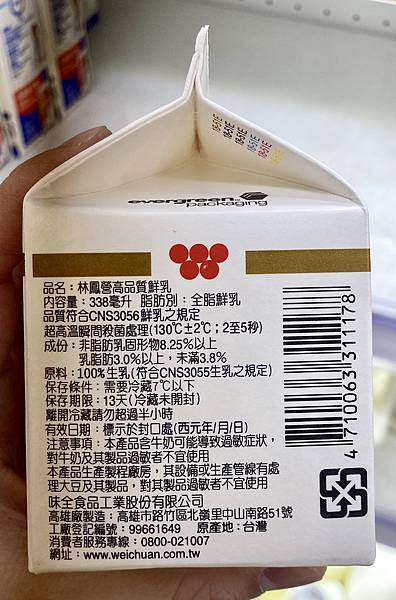 evergreen
packaging
品名：林鳳營高品質鮮乳
內容量：338毫升 脂肪別：全脂鮮乳
品質符合CNS3056鮮乳之規定
超高溫瞬間殺菌處理(130℃±2℃；2至5秒)
成份：非脂肪乳固形物8.25%以上
乳脂肪3.0%以上，未滿3.8%
原料：100%生乳(符合CNS3055生乳之規定)
保存條件：需要冷藏7℃以下
保存期限：13天(冷藏未開封)
離開冷藏請勿超過半小時
有效日期：標示於封口處(西元年/月/日)
注意事項：本產品含牛奶可能導致過敏症狀，
對牛奶及其製品過敏者不宜使用
本產品生產製程廠房，其設備或生產管線有處
理大豆及其製品，對其製品過敏者不宜使用
味全食品工業股份有限公司
高雄廠製造：高雄市路竹區北嶺里中山南路51號
工廠登記編號：99661649 原產地：台灣
消費者服務專線：0800-021007
網址：www.weichuan.com.tw
4710063311178